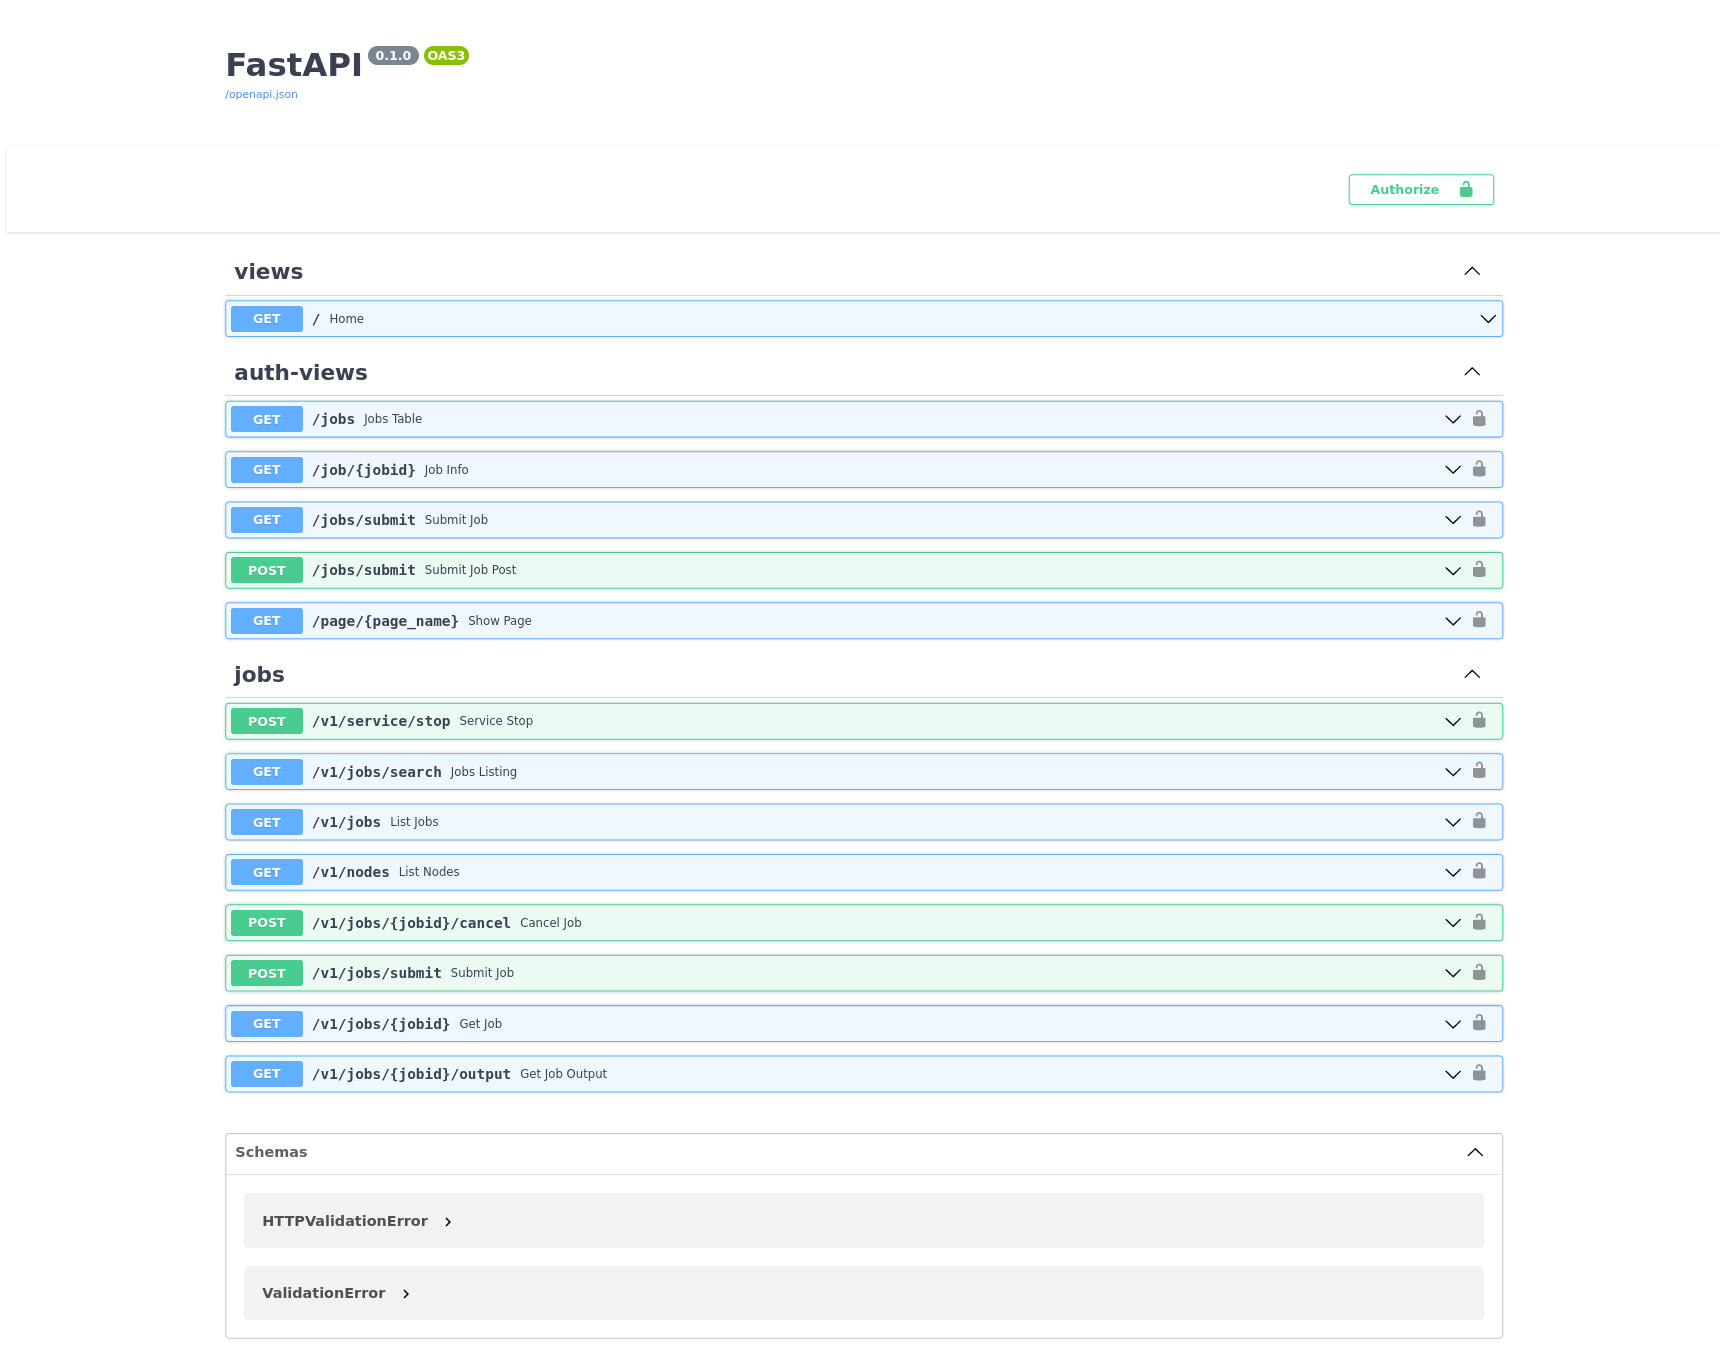 FastAPI 0.1.0 OAS3
/openapi.json
Authorize
views
GET / Home
auth-views
GET /jobs Jobs Table
GET /job/{jobid} Job Info
GET /jobs/submit Submit Job
POST /jobs/submit Submit Job Post
GET /page/{page_name} Show Page
jobs
POST /v1/service/stop Service Stop
GET /v1/jobs/search Jobs Listing
GET /v1/jobs List Jobs
GET /v1/nodes List Nodes
POST /v1/jobs/{jobid}/cancel Cancel Job
POST /v1/jobs/submit Submit Job
GET /v1/jobs/{jobid} Get Job
GET /v1/jobs/{jobid}/output Get Job Output
Schemas
HTTPValidationError
ValidationError